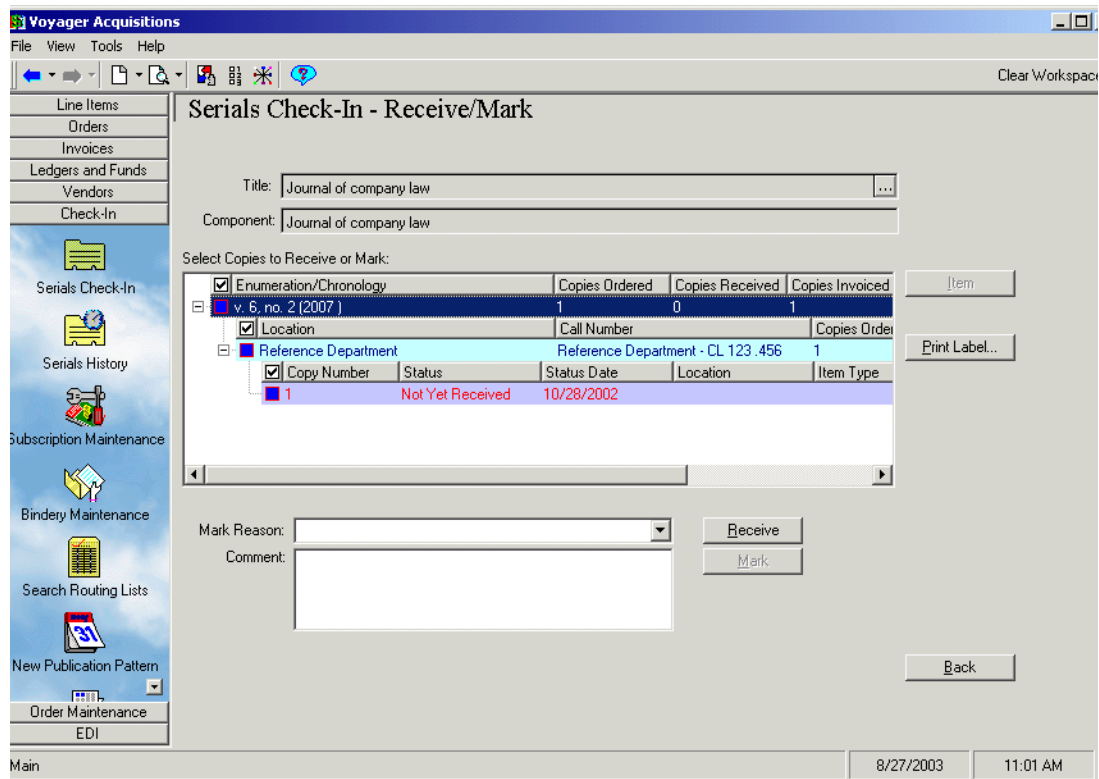 Voyager Acquisitions
File View Tools Help
Clear Workspace
Line Items
Orders
Invoices
Ledgers and Funds
Vendors
Check-In
Serials Check-In
Serials History
Subscription Maintenance
Bindery Maintenance
Search Routing Lists
31
New Publication Pattern
Order Maintenance
EDI
Serials Check-In - Receive/Mark
Title: Journal of company law ...
Component: Journal of company law
Select Copies to Receive or Mark:
Enumeration/Chronology Copies Ordered Copies Received Copies Invoiced
v. 6, no. 2 (2007 ) 1 0 1
Location Call Number Copies Order
Reference Department Reference Department - CL 123 .456 1
Copy Number Status Status Date Location Item Type
1 Not Yet Received 10/28/2002
Item
Print Label...
Mark Reason:
Receive
Comment:
Mark
Back
Main 8/27/2003 11:01 AM